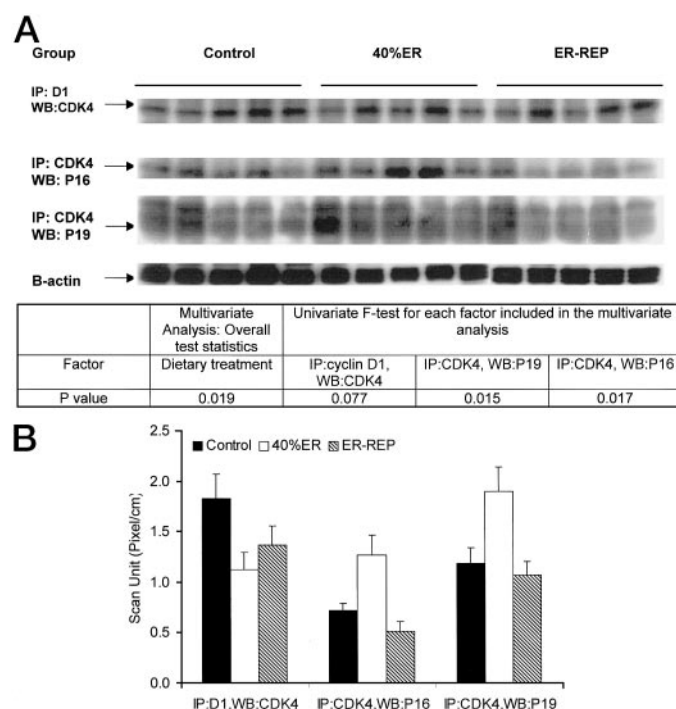 A
Group Control 40%ER ER-REP
IP: D1
WB:CDK4
IP: CDK4
WB: P16
IP: CDK4
WB: P19
B-actin
Multivariate Analysis: Overall test statistics
Univariate F-test for each factor included in the multivariate analysis
Factor Dietary treatment IP:cyclin D1, WB:CDK4 IP:CDK4, WB:P19 IP:CDK4, WB:P16
P value 0.019 0.077 0.015 0.017
B
Control 40%ER ER-REP
Scan Unit (Pixel/cm)
2.5
2.0
1.5
1.0
0.5
0.0
IP:D1,WB:CDK4 IP:CDK4,WB:P16 IP:CDK4,WB:P19